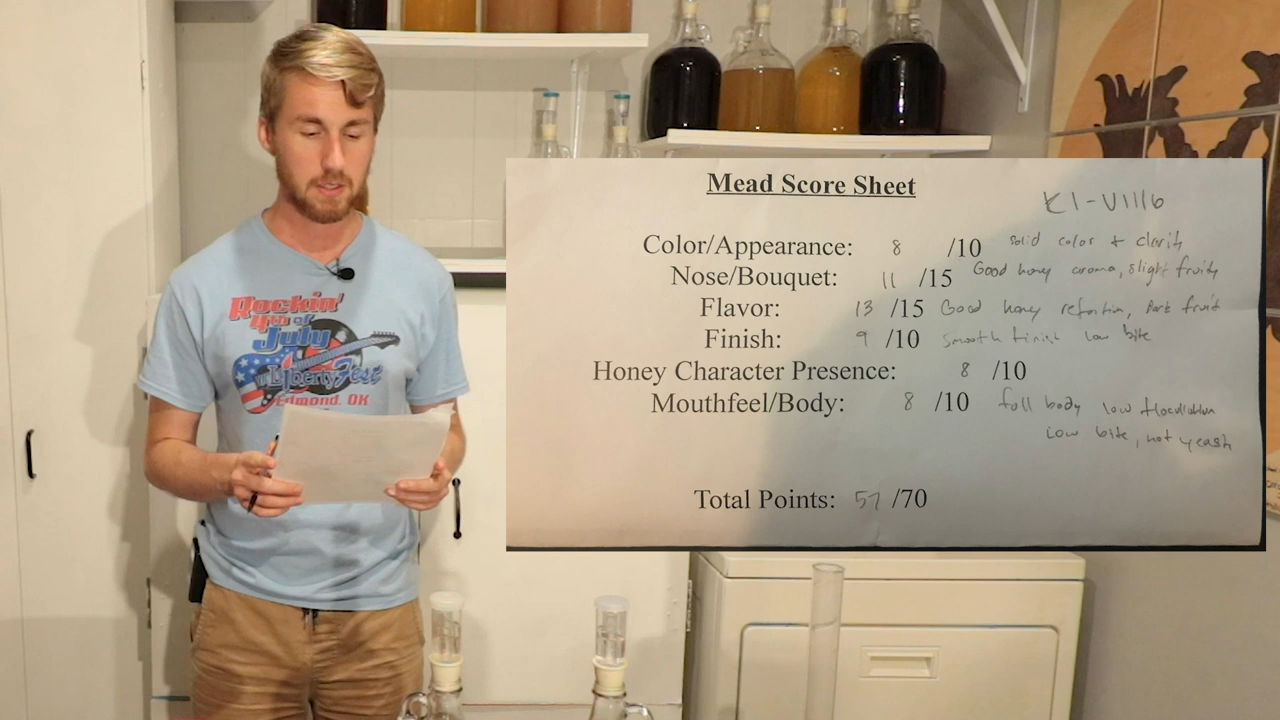 Mead Score Sheet
K1-V1116
Color/Appearance: 8 /10 Solid color + clarity
Nose/Bouquet: 11 /15 Good honey aroma, slight fruity
Flavor: 13 /15 Good honey , Dark fruit
Finish: 9 /10 Smooth finish low bite
Honey Character Presence: 8 /10
Mouthfeel/Body: 8 /10 full body low
low bite, not yeasty
Total Points: 57 /70
Rockin'
4th of
July
LibertyFest
Edmond, OK